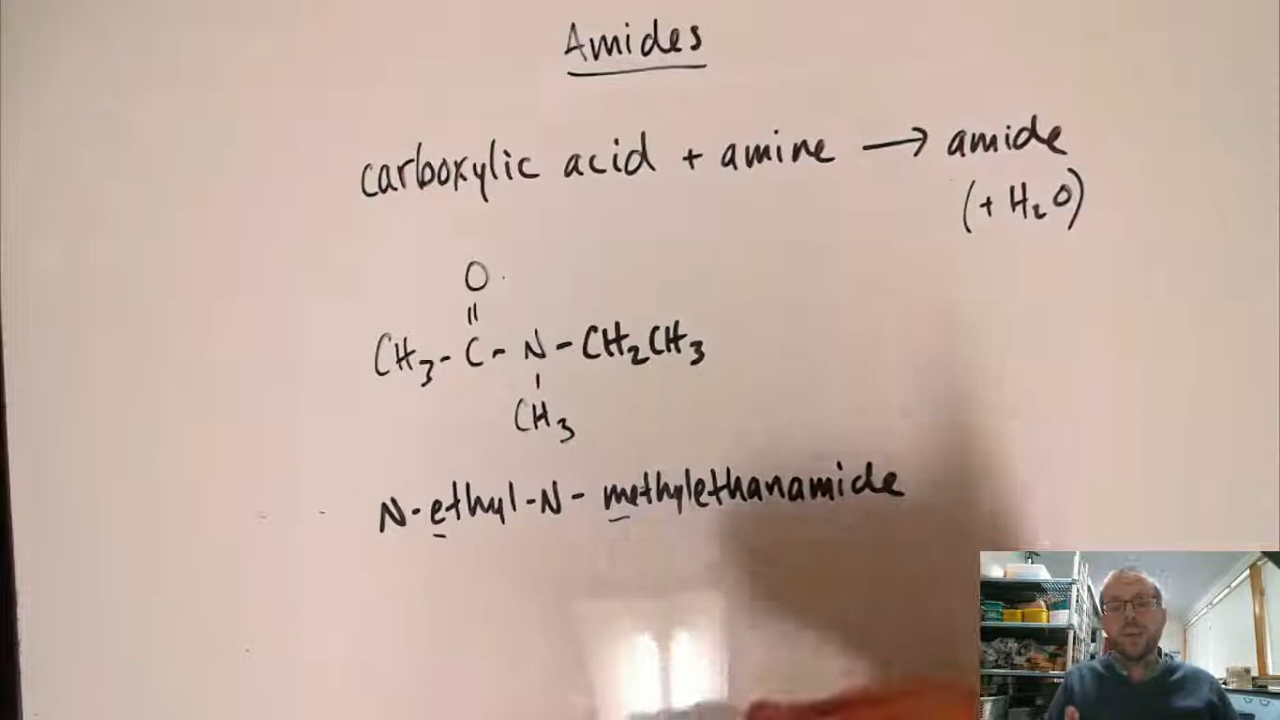 Amides
carboxylic acid + amine → amide
(+ H₂O)
O
||
CH₃ - C - N - CH₂CH₃
|
CH₃
N-ethyl-N-methylethanamide